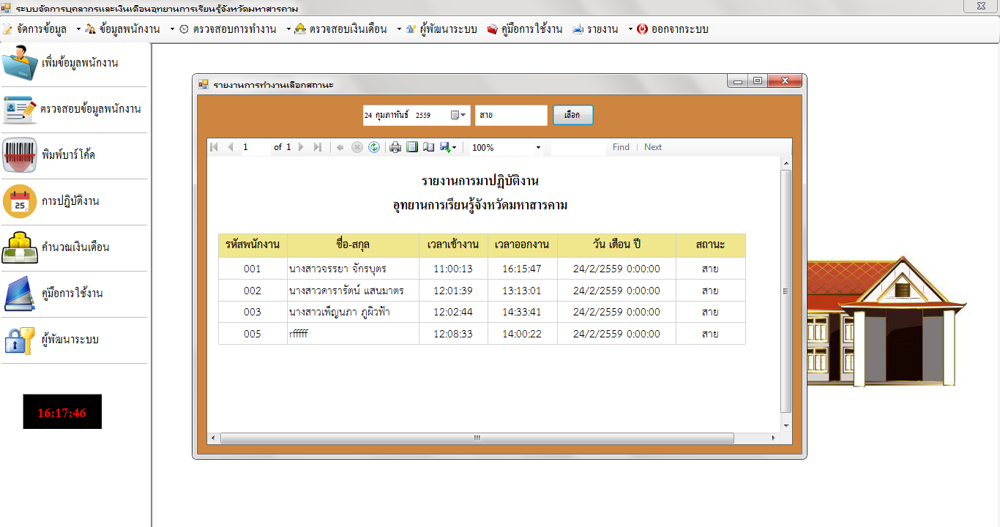 ระบบจัดการบุคลากรและเงินเดือนอุทยานการเรียนรู้จังหวัดมหาสารคาม
จัดการข้อมูล ข้อมูลพนักงาน ตรวจสอบการทำงาน ตรวจสอบเงินเดือน ผู้พัฒนาระบบ คู่มือการใช้งาน รายงาน ออกจากระบบ
เพิ่มข้อมูลพนักงาน
ตรวจสอบข้อมูลพนักงาน
พิมพ์บาร์โค้ด
25
การปฏิบัติงาน
คำนวณเงินเดือน
คู่มือการใช้งาน
ผู้พัฒนาระบบ
16:17:46
รายงานการทำงานเลือกสถานะ
24 กุมภาพันธ์ 2559 สาย เลือก
1 of 1 100% Find Next
รายงานการมาปฏิบัติงาน
อุทยานการเรียนรู้จังหวัดมหาสารคาม
รหัสพนักงาน ชื่อ-สกุล เวลาเข้างาน เวลาออกงาน วัน เดือน ปี สถานะ
001 นางสาวจรรยา จักรบุตร 11:00:13 16:15:47 24/2/2559 0:00:00 สาย
002 นางสาวดารารัตน์ แสนมาตร 12:01:39 13:13:01 24/2/2559 0:00:00 สาย
003 นางสาวเพ็ญนภา ภูผิวฟ้า 12:02:44 14:33:41 24/2/2559 0:00:00 สาย
005 rfffff 12:08:33 14:00:22 24/2/2559 0:00:00 สาย